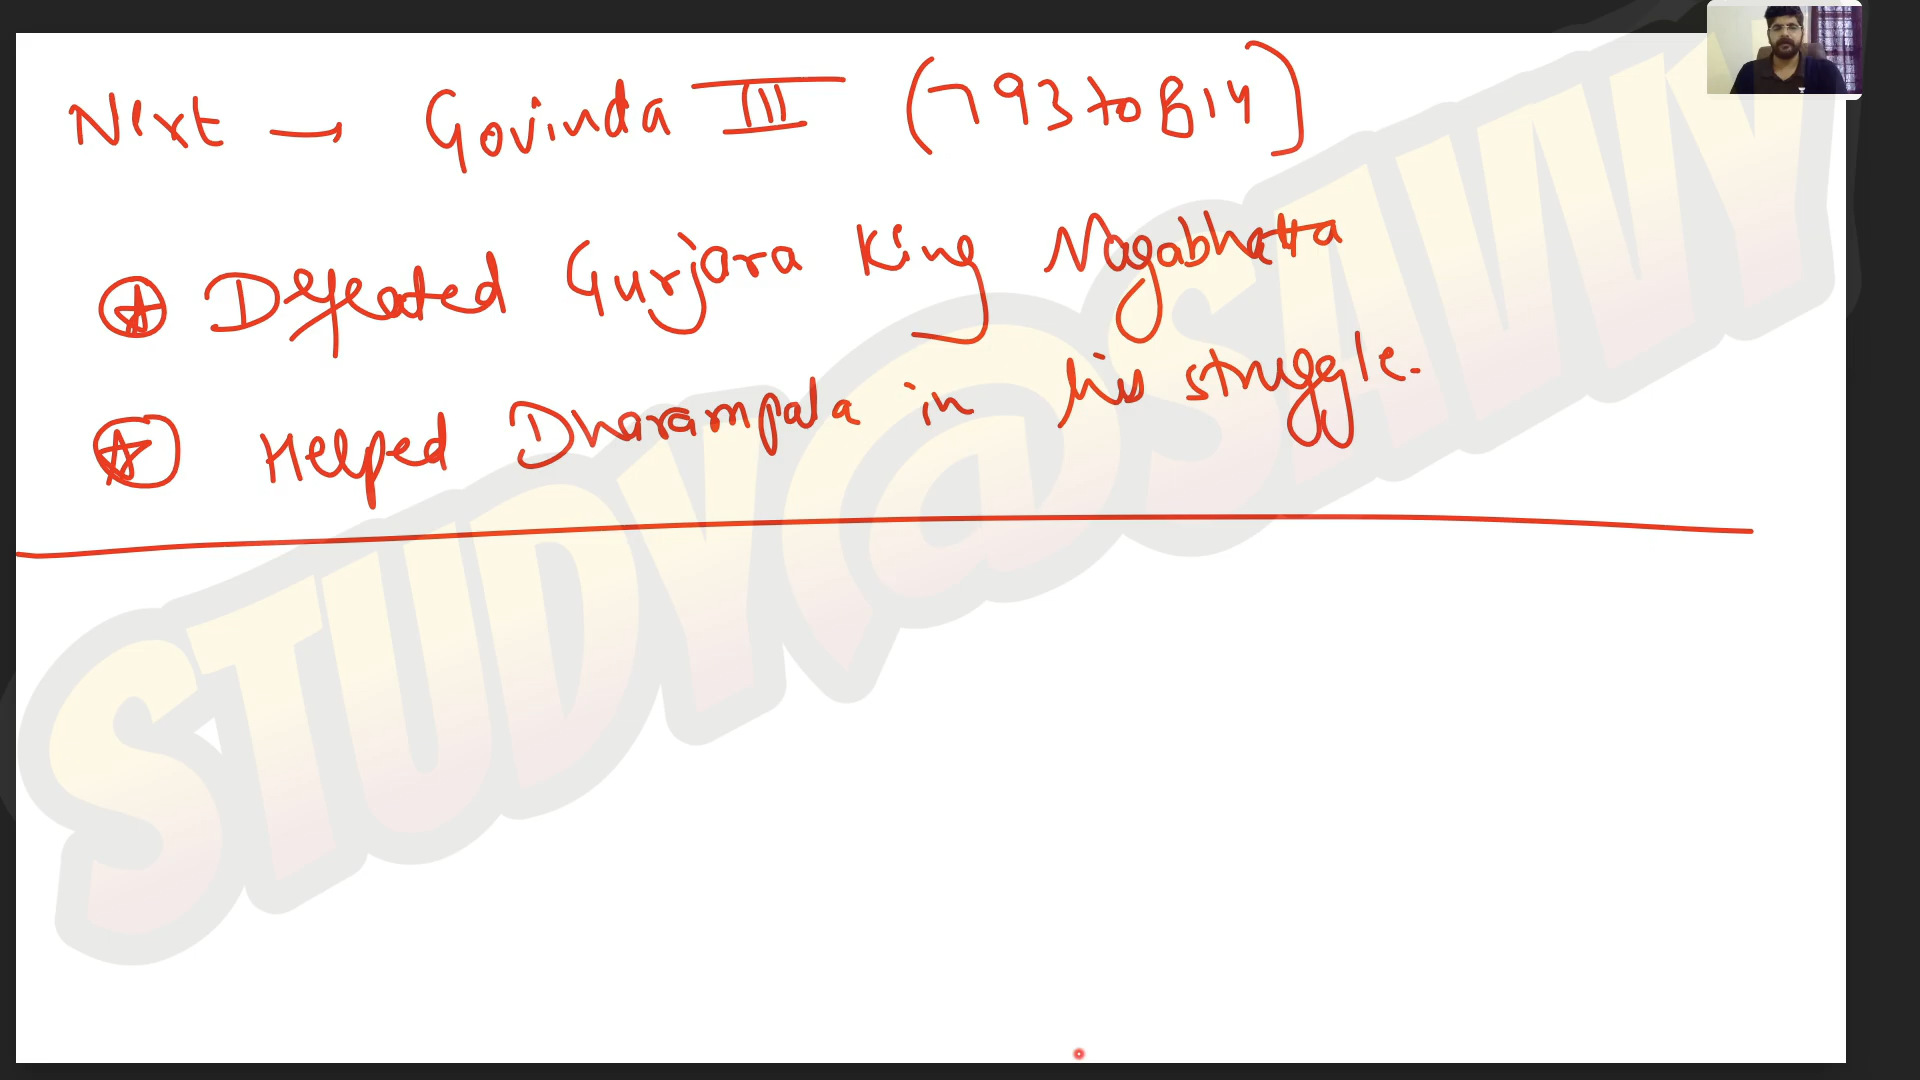 Next → Govinda III (793 to 814)
Defeated Gurjara King Nagabhatta
Helped Dharampala in his struggle.
STUDY@SAVVY